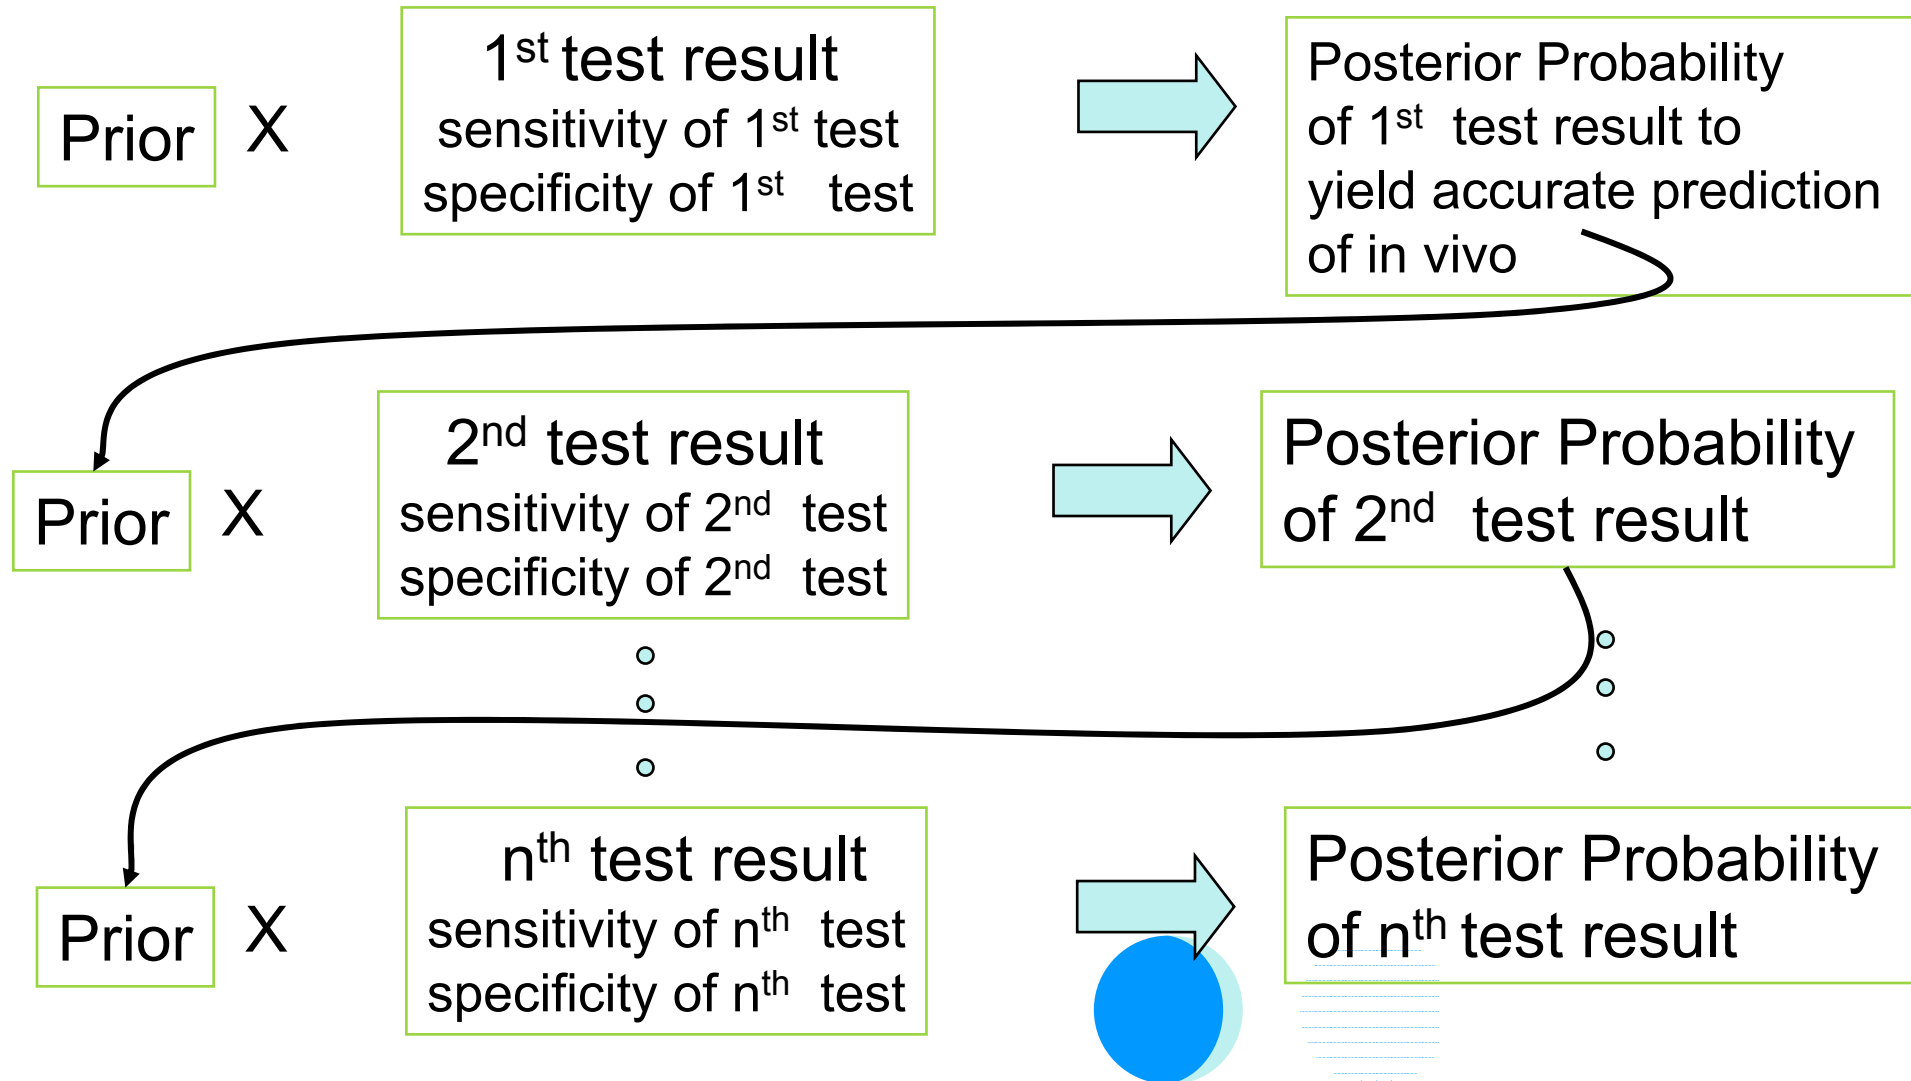 Prior X
1st test result
sensitivity of 1st test
specificity of 1st test
Posterior Probability
of 1st test result to
yield accurate prediction
of in vivo
Prior X
2nd test result
sensitivity of 2nd test
specificity of 2nd test
Posterior Probability
of 2nd test result
Prior X
nth test result
sensitivity of nth test
specificity of nth test
Posterior Probability
of nth test result